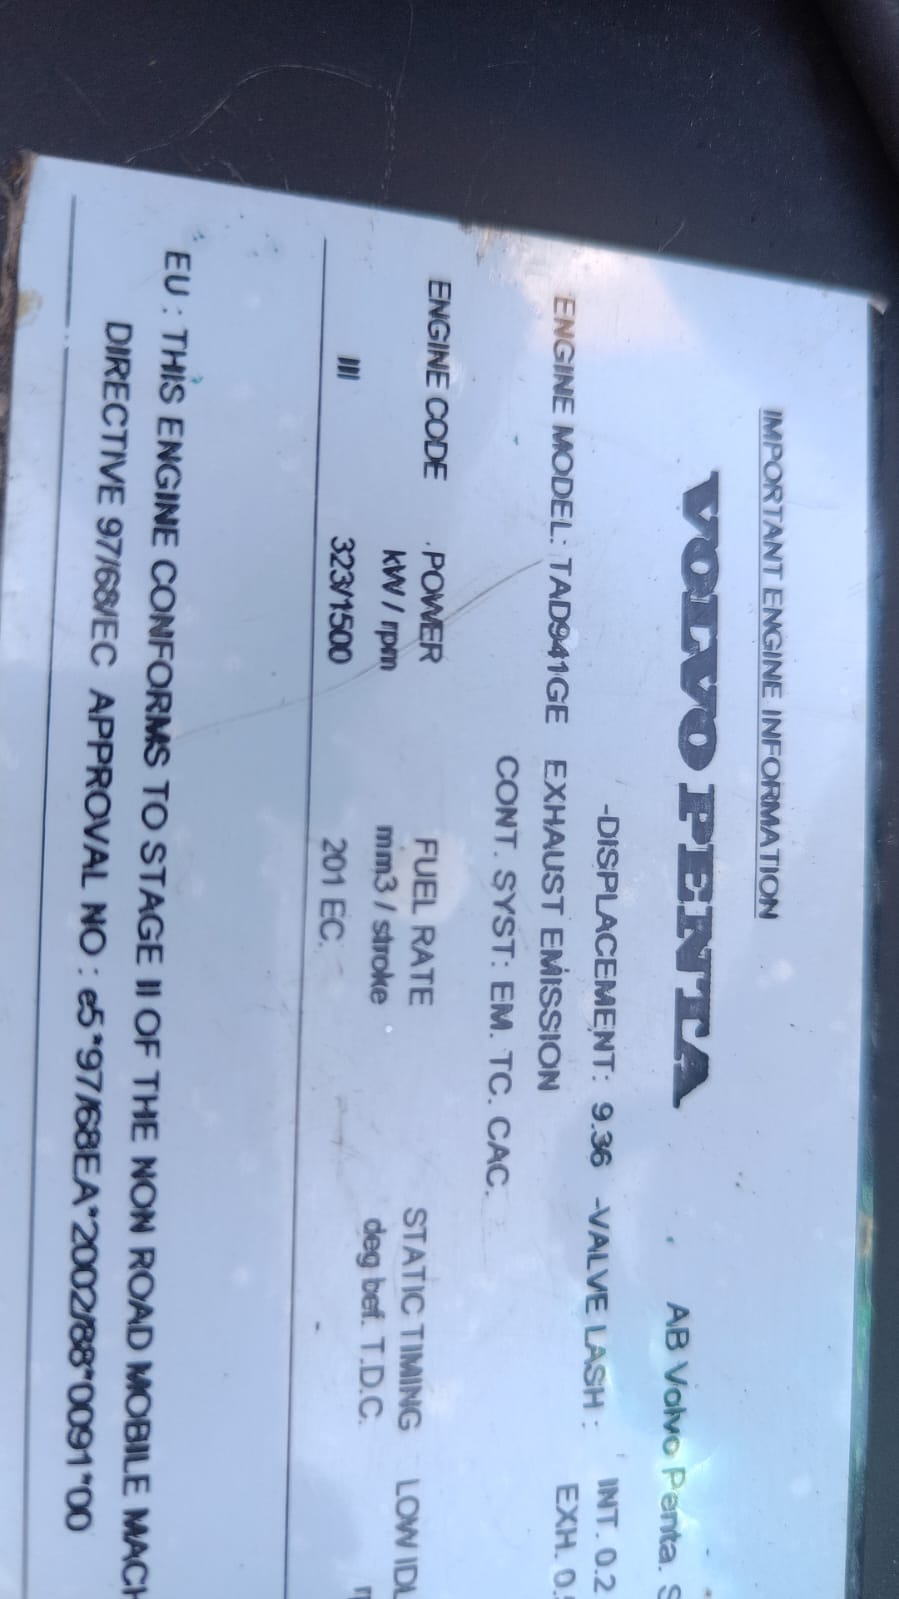 IMPORTANT ENGINE INFORMATION
VOLVO PENTA AB Volvo Penta.
-DISPLACEMENT: 9.36 -VALVE LASH : INT. 0.2
ENGINE MODEL: TAD941GE EXHAUST EMISSION EXH. 0.
CONT. SYST: EM. TC. CAC.
ENGINE CODE POWER FUEL RATE STATIC TIMING LOW IDL
kW / rpm mm3 / stroke deg bef. T.D.C.
III 323/1500 201 EC.
EU : THIS ENGINE CONFORMS TO STAGE II OF THE NON ROAD MOBILE MACH
DIRECTIVE 97/68/EC APPROVAL NO : e5*97/68EA*2002/88*0091*00